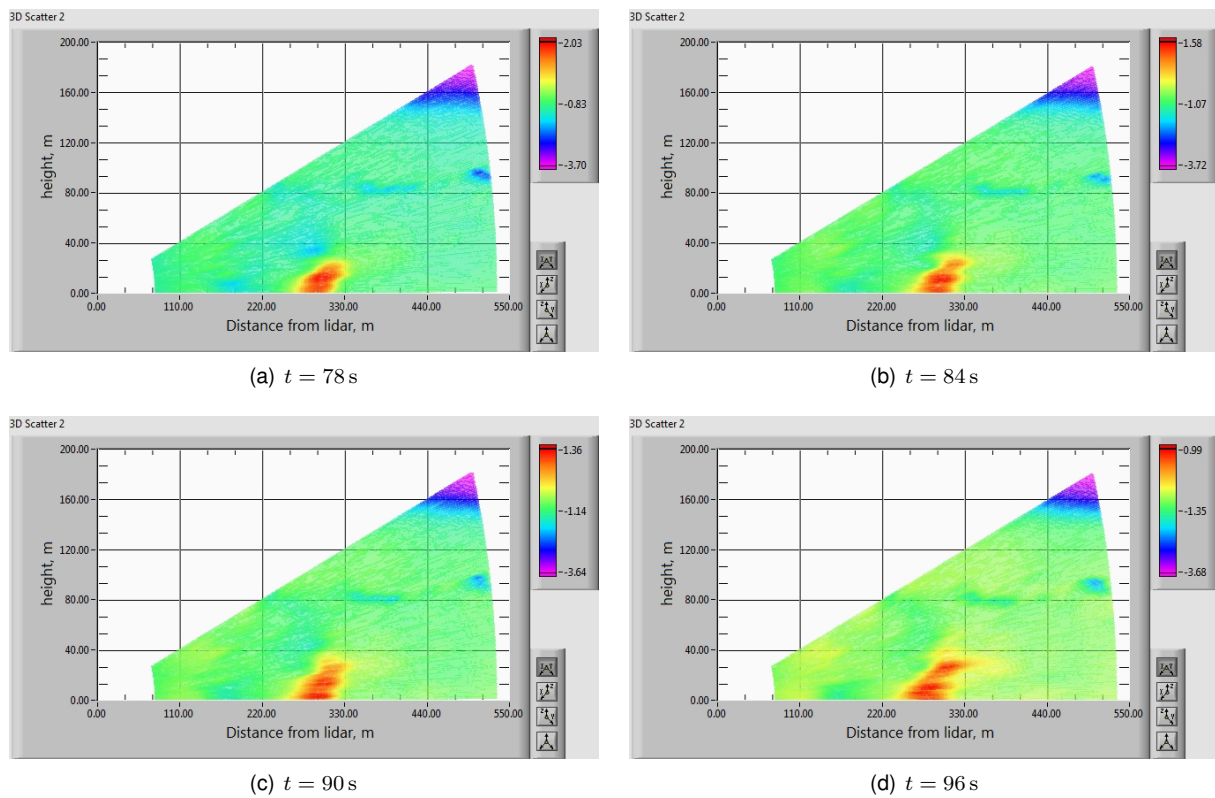 3D Scatter 2
200.00
160.00
120.00
80.00
40.00
0.00
height, m
0.00 110.00 220.00 330.00 440.00 550.00
Distance from lidar, m
2.03
-0.83
-3.70
(a) t = 78 s
3D Scatter 2
200.00
160.00
120.00
80.00
40.00
0.00
height, m
0.00 110.00 220.00 330.00 440.00 550.00
Distance from lidar, m
1.58
-1.07
-3.72
(b) t = 84 s
3D Scatter 2
200.00
160.00
120.00
80.00
40.00
0.00
height, m
0.00 110.00 220.00 330.00 440.00 550.00
Distance from lidar, m
1.36
-1.14
-3.64
(c) t = 90 s
3D Scatter 2
200.00
160.00
120.00
80.00
40.00
0.00
height, m
0.00 110.00 220.00 330.00 440.00 550.00
Distance from lidar, m
0.99
-1.35
-3.68
(d) t = 96 s